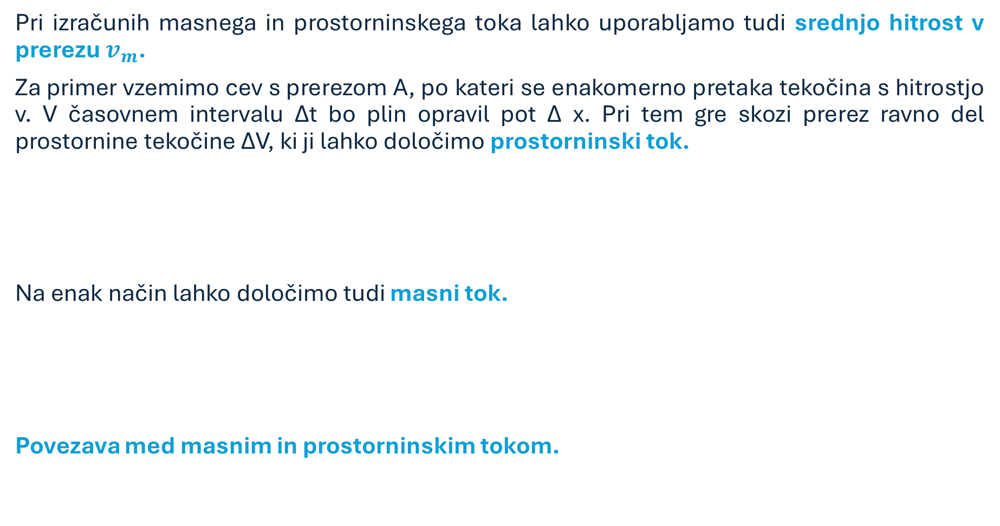 Pri izračunih masnega in prostorninskega toka lahko uporabljamo tudi srednjo hitrost v
prerezu 𝒗ₘ.
Za primer vzemimo cev s prerezom A, po kateri se enakomerno pretaka tekočina s hitrostjo
v. V časovnem intervalu Δt bo plin opravil pot Δ x. Pri tem gre skozi prerez ravno del
prostornine tekočine ΔV, ki ji lahko določimo prostorninski tok.
Na enak način lahko določimo tudi masni tok.
Povezava med masnim in prostorninskim tokom.